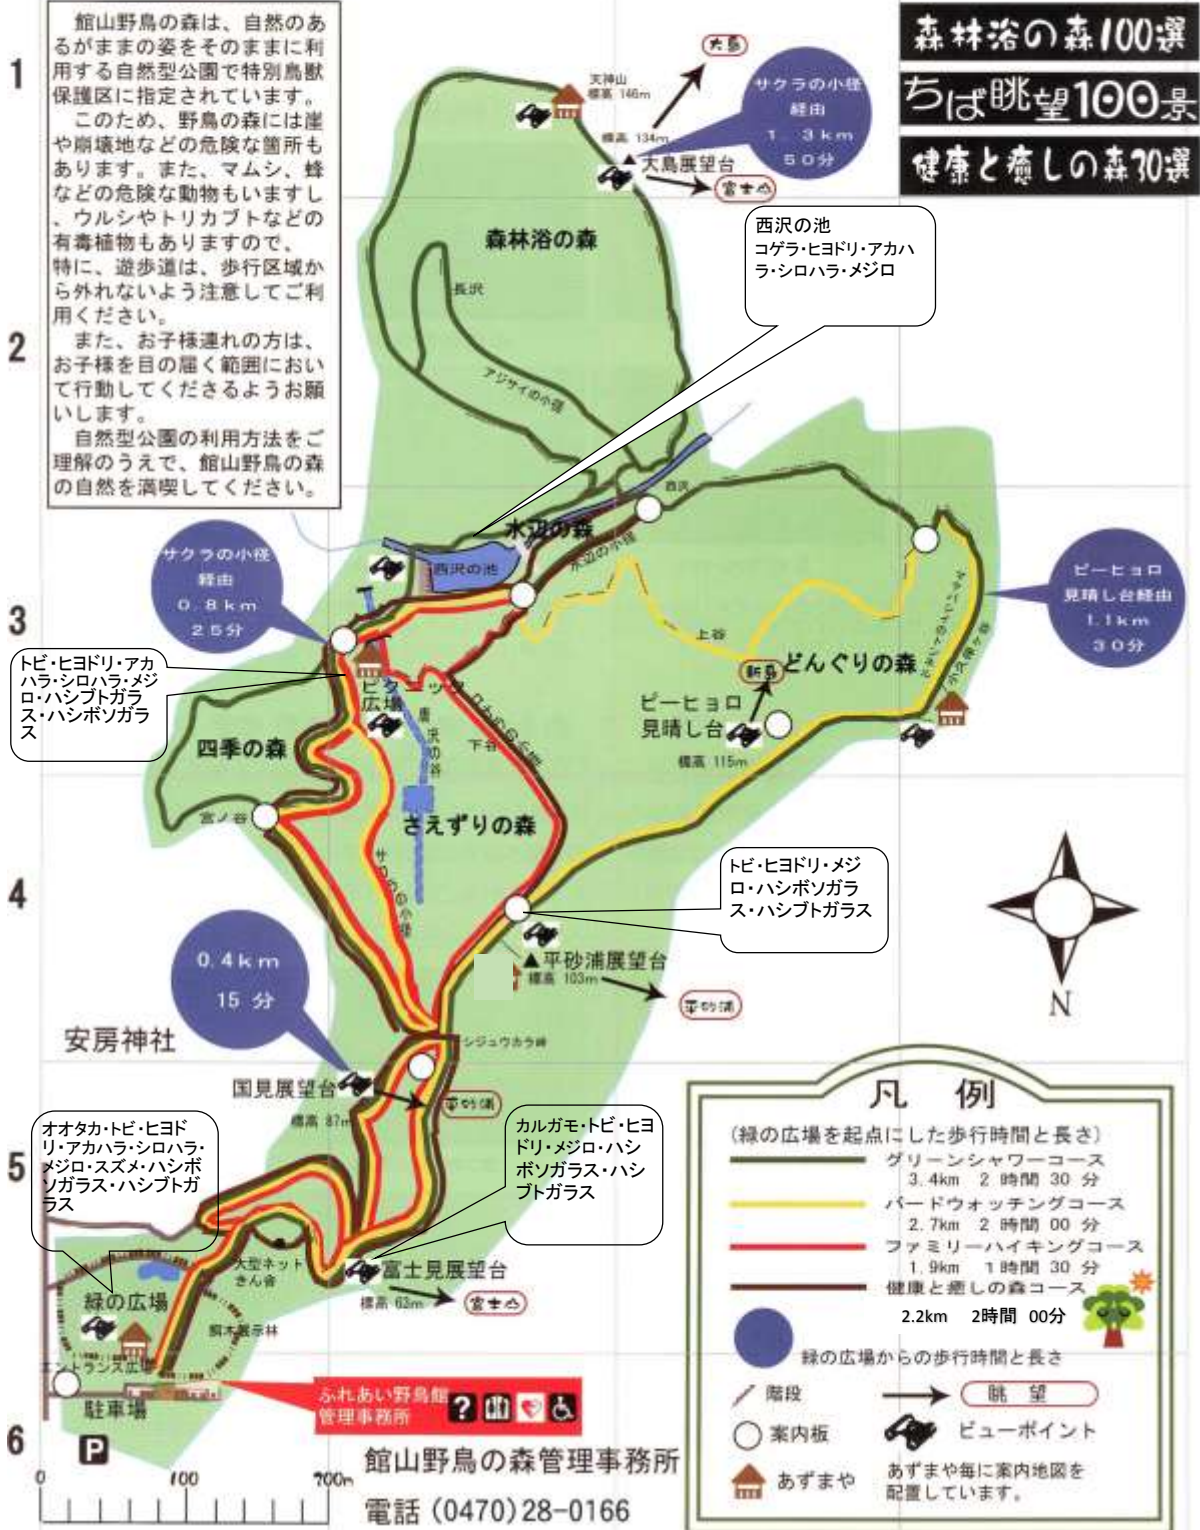 館山野鳥の森は、自然のあ
るがままの姿をそのままに利
用する自然型公園で特別鳥獣
保護区に指定されています。
このため、野鳥の森には崖
や崩壊地などの危険な箇所も
あります。また、マムシ、蜂
などの危険な動物もいますし
、ウルシやトリカブトなどの
有毒植物もありますので、
特に、遊歩道は、歩行区域か
ら外れないよう注意してご利
用ください。
また、お子様連れの方は、
お子様を目の届く範囲におい
て行動してくださるようお願
いします。
自然型公園の利用方法をご
理解のうえで、館山野鳥の森
の自然を満喫してください。
森林浴の森100選
ちば眺望100景
健康と癒しの森30選
1
2
3
4
5
6
大島
天神山
標高 146m
サクラの小径
経由
1 3km
50分
標高 134m
大島展望台
富士山
森林浴の森
長沢
アジサイの小径
西沢の池
コゲラ・ヒヨドリ・アカハ
ラ・シロハラ・メジロ
西沢
水辺の森
水辺の小径
西沢の池
サクラの小径
経由
0.8km
25分
ピーヒョロ
見晴し台経由
1.1km
30分
トビ・ヒヨドリ・アカ
ハラ・シロハラ・メジ
ロ・ハシブトガラ
ス・ハシボソガラ
ス
ピクニック
広場
上谷
新島
どんぐりの森
ピーヒョロ
見晴し台
標高 115m
下谷
四季の森
宮ノ谷
さえずりの森
トビ・ヒヨドリ・メジ
ロ・ハシボソガラ
ス・ハシブトガラス
▲平砂浦展望台
標高 103m
平砂浦
N
0.4km
15 分
安房神社
シジュウカラ峠
国見展望台
標高 87m
平砂浦
オオタカ・トビ・ヒヨド
リ・アカハラ・シロハラ・
メジロ・スズメ・ハシボ
ソガラス・ハシブトガ
ラス
カルガモ・トビ・ヒヨ
ドリ・メジロ・ハシ
ボソガラス・ハシ
ブトガラス
大型ネット
きん舎
富士見展望台
標高 63m
富士山
緑の広場
餌木展示林
エントランス広場
駐車場
P
ふれあい野鳥館
管理事務所
?
0 100 200m
館山野鳥の森管理事務所
電話 (0470)28-0166
凡 例
(緑の広場を起点にした歩行時間と長さ)
グリーンシャワーコース
3.4km 2 時間 30 分
バードウォッチングコース
2.7km 2 時間 00 分
ファミリーハイキングコース
1.9km 1時間 30 分
健康と癒しの森コース
2.2km 2時間 00分
緑の広場からの歩行時間と長さ
階段
眺 望
案内板
ビューポイント
あずまや
あずまや毎に案内地図を
配置しています。